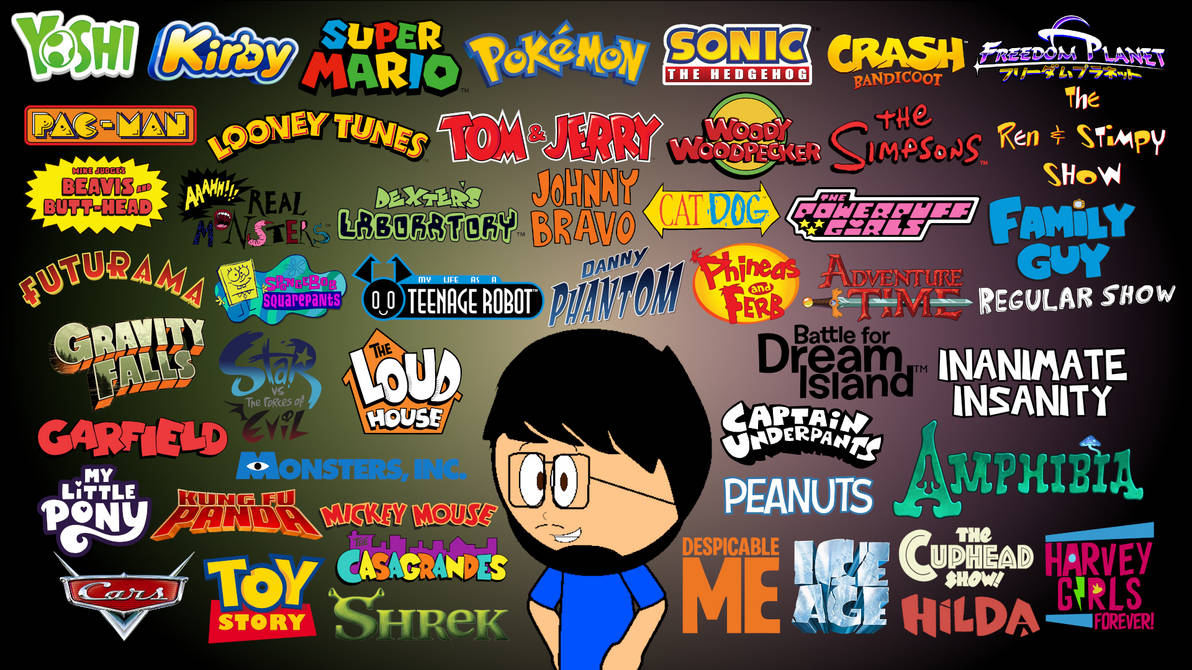 YOSHI
Kirby
SUPER
MARIO
TM
Pokémon
SONIC
THE HEDGEHOG
TM
CRASH
BANDICOOT
FREEDOM PLANET
フリーダムプラネット
PAC-MAN
LOONEY TUNES
TOM & JERRY
WOODY
WOODPECKER
THE
SIMPSONS
TM
The
Ren & Stimpy
Show
MIKE JUDGE'S
BEAVIS AND
BUTT-HEAD
AAAHH!!!
REAL
MONSTERS
DEXTER'S
LABORATORY
TM
JOHNNY
BRAVO
CATDOG
THE
POWERPUFF
GIRLS
FAMILY
GUY
FUTURAMA
SPONGEBOB
SQUAREPANTS
MY LIFE AS A
TEENAGE ROBOT
DANNY
PHANTOM
Phineas
and
Ferb
ADVENTURE
TIME
REGULAR SHOW
GRAVITY
FALLS
STAR
VS
The Forces of
EVIL
THE
LOUD
HOUSE
Battle for
Dream
Island
TM
INANIMATE
INSANITY
GARFIELD
MONSTERS, INC.
CAPTAIN
UNDERPANTS
AMPHIBIA
MY
LITTLE
PONY
KUNG FU
PANDA
MICKEY MOUSE
PEANUTS
Cars
TOY
STORY
THE
CASAGRANDES
SHREK
DESPICABLE
ME
ICE
AGE
THE
CUPHEAD
SHOW!
HILDA
HARVEY
GIRLS
FOREVER!